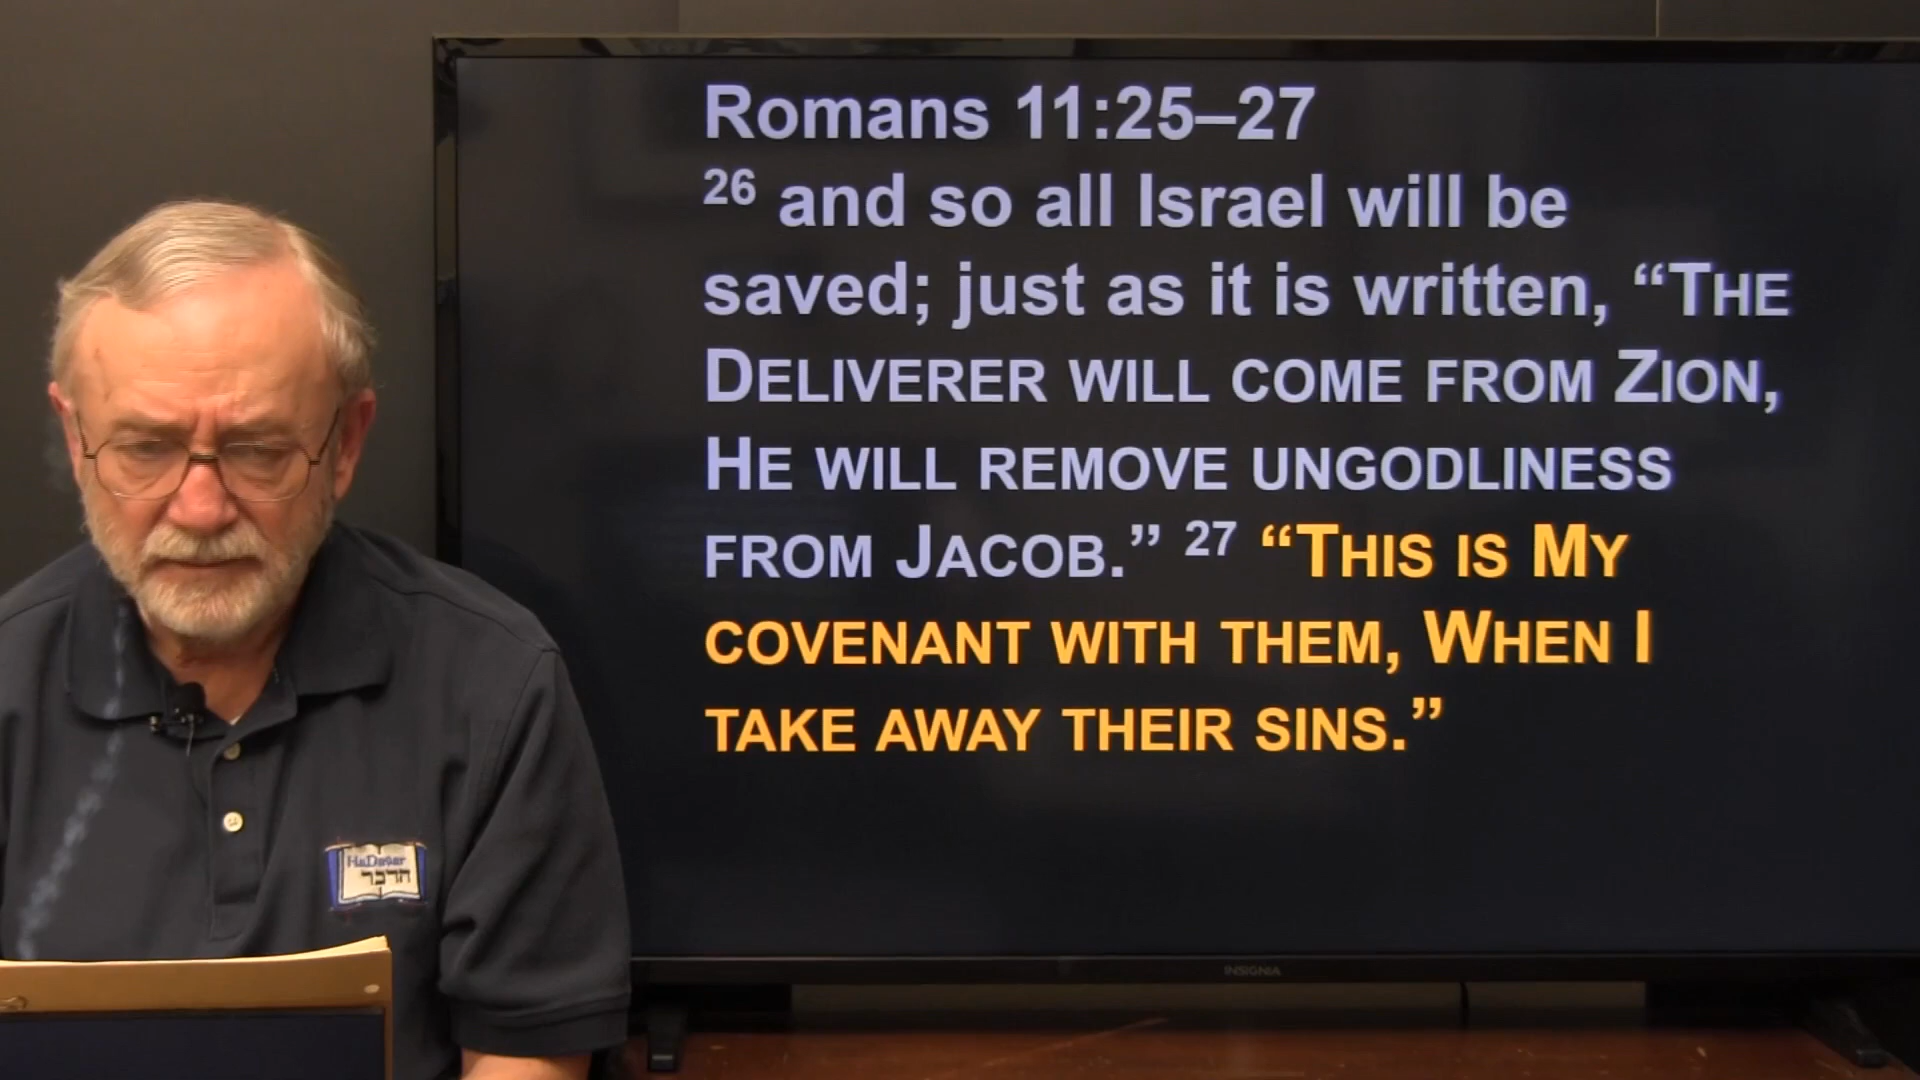 Romans 11:25–27
26 and so all Israel will be
saved; just as it is written, “THE
DELIVERER WILL COME FROM ZION,
HE WILL REMOVE UNGODLINESS
FROM JACOB.” 27 “THIS IS MY
COVENANT WITH THEM, WHEN I
TAKE AWAY THEIR SINS.”
HaDavar
הדבר
INSIGNIA